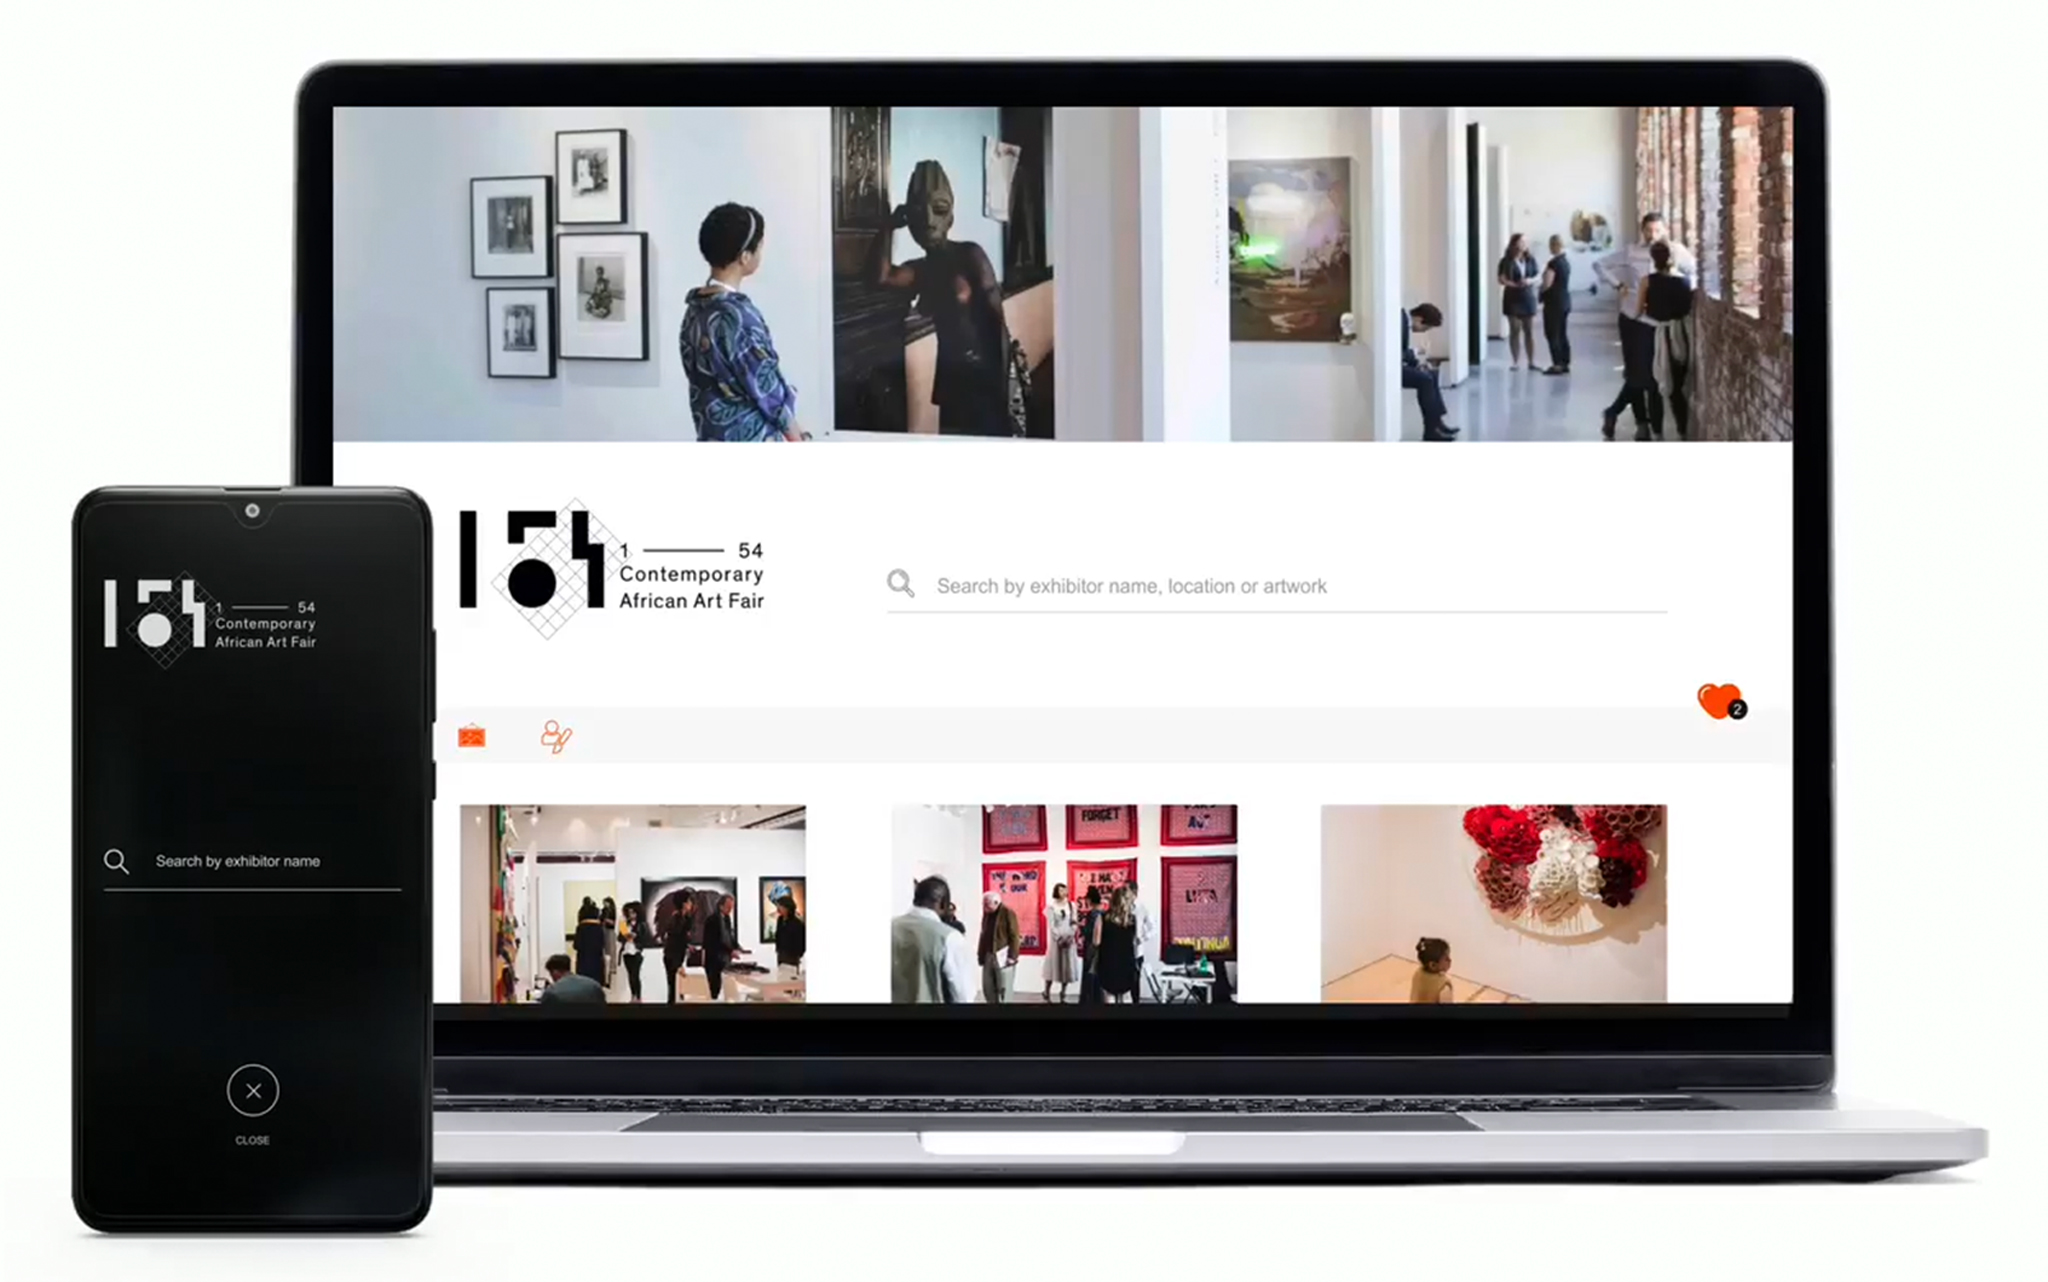 1 54
Contemporary
African Art Fair
Search by exhibitor name, location or artwork
2
FORGET
1 54
Contemporary
African Art Fair
Search by exhibitor name
CLOSE